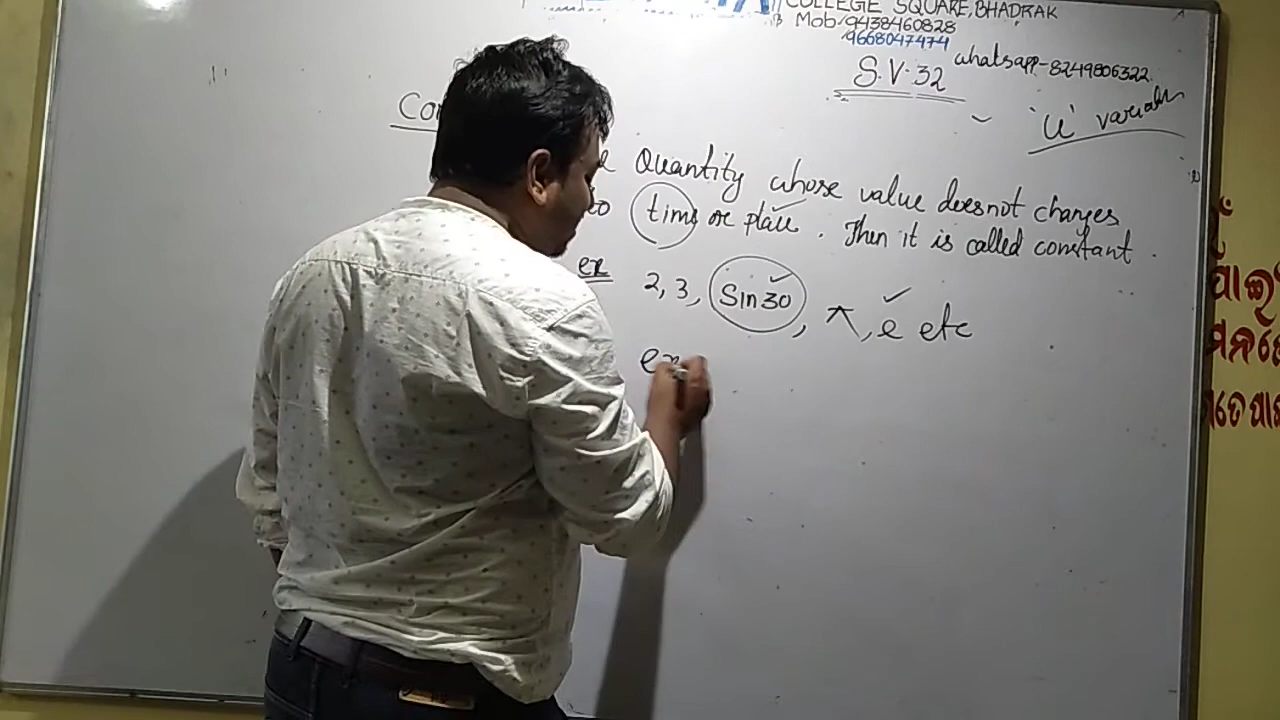 COLLEGE SQUARE, BHADRAK
Mob/9438460828
9668047474
whatsapp-8249806322
S.V.32
'u' variable
Quantity whose value doesnot changes
time or place. Then it is called constant.
ex 2, 3, Sin30, π, e etc
ex